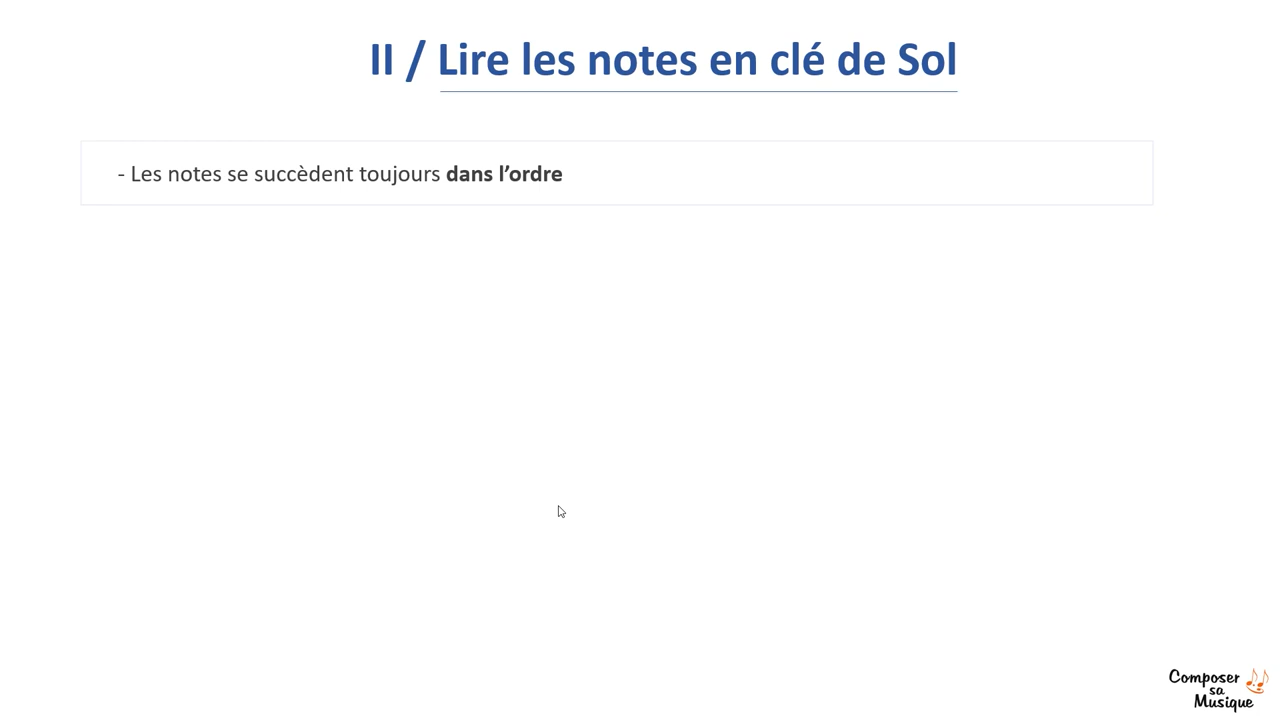 II / Lire les notes en clé de Sol
- Les notes se succèdent toujours dans l’ordre
Composer
sa
Musique